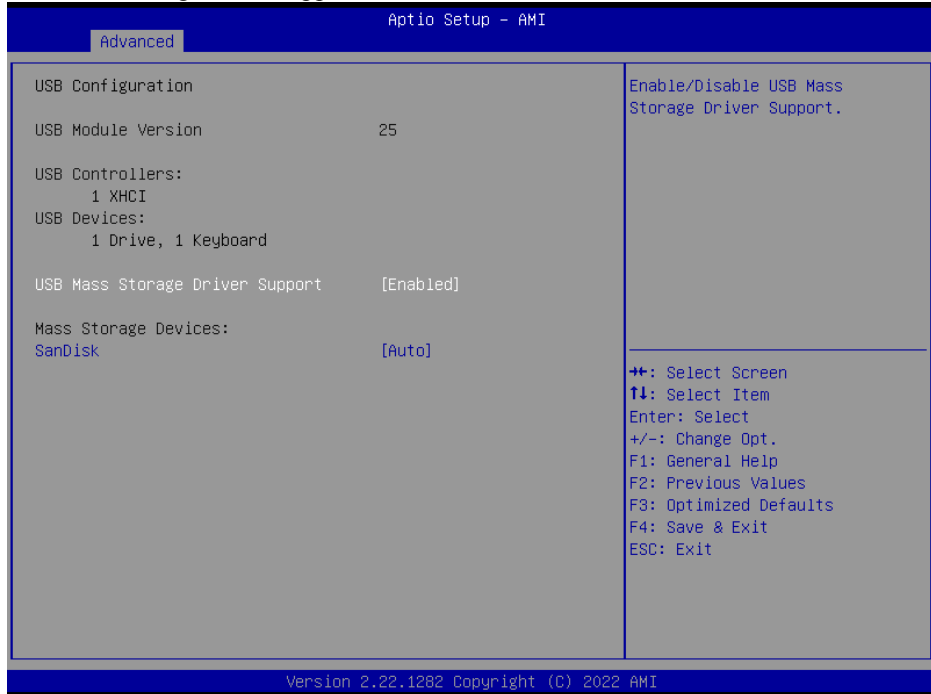 Aptio Setup – AMI
Advanced
USB Configuration
USB Module Version 25
USB Controllers:
1 XHCI
USB Devices:
1 Drive, 1 Keyboard
USB Mass Storage Driver Support [Enabled]
Mass Storage Devices:
SanDisk [Auto]
Enable/Disable USB Mass
Storage Driver Support.
→←: Select Screen
↑↓: Select Item
Enter: Select
+/-: Change Opt.
F1: General Help
F2: Previous Values
F3: Optimized Defaults
F4: Save & Exit
ESC: Exit
Version 2.22.1282 Copyright (C) 2022 AMI